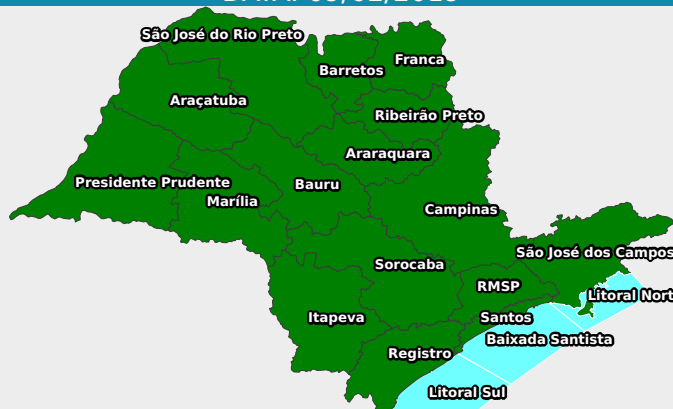 São José do Rio Preto
Franca
Barretos
Araçatuba
Ribeirão Preto
Araraquara
Presidente Prudente
Bauru
Marília
Campinas
São José dos Campos
Sorocaba
RMSP
Litoral Nort
Itapeva
Santos
Baixada Santista
Registro
Litoral Sul